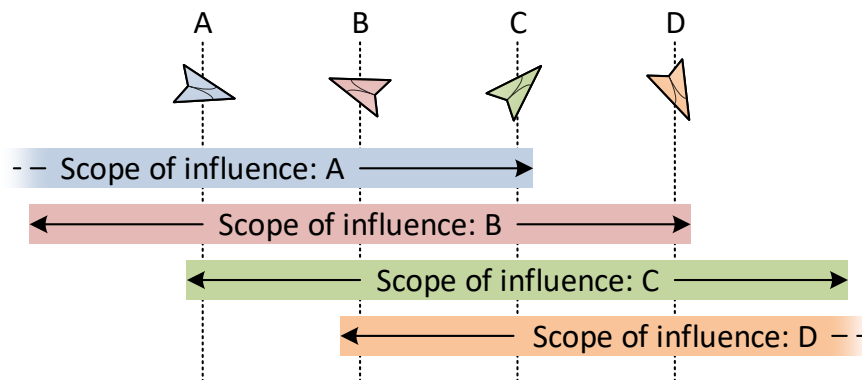 A B C D
Scope of influence: A
Scope of influence: B
Scope of influence: C
Scope of influence: D